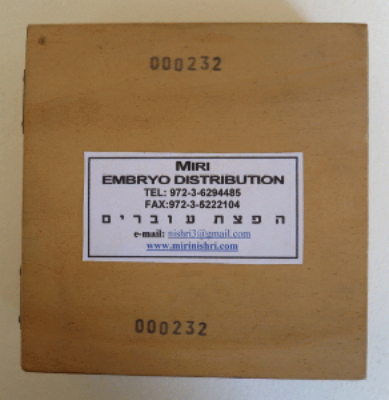 000232
MIRI
EMBRYO DISTRIBUTION
TEL: 972-3-6294485
FAX:972-3-5222104
הפצת עוברים
e-mail: nishri3@gmail.com
www.mirinishri.com
000232